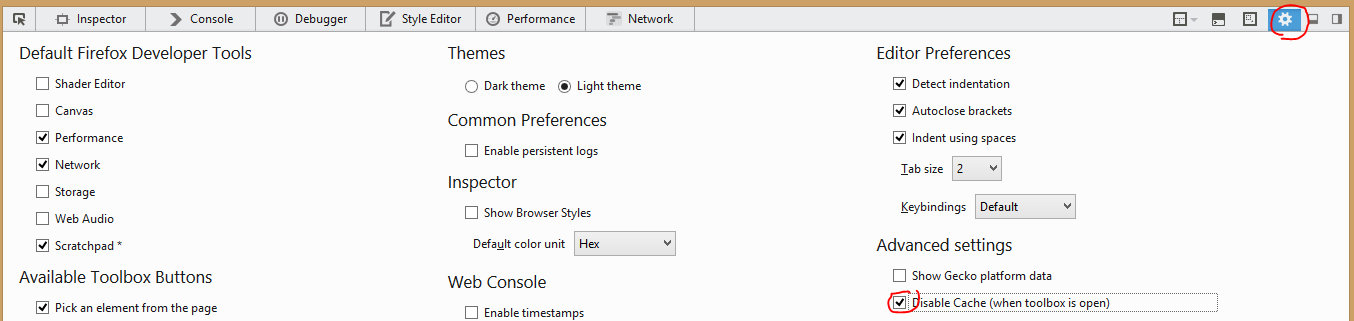 Inspector Console Debugger Style Editor Performance Network
Default Firefox Developer Tools
Shader Editor
Canvas
Performance
Network
Storage
Web Audio
Scratchpad *
Available Toolbox Buttons
Pick an element from the page
Themes
Dark theme Light theme
Common Preferences
Enable persistent logs
Inspector
Show Browser Styles
Default color unit Hex
Web Console
Enable timestamps
Editor Preferences
Detect indentation
Autoclose brackets
Indent using spaces
Tab size 2
Keybindings Default
Advanced settings
Show Gecko platform data
Disable Cache (when toolbox is open)